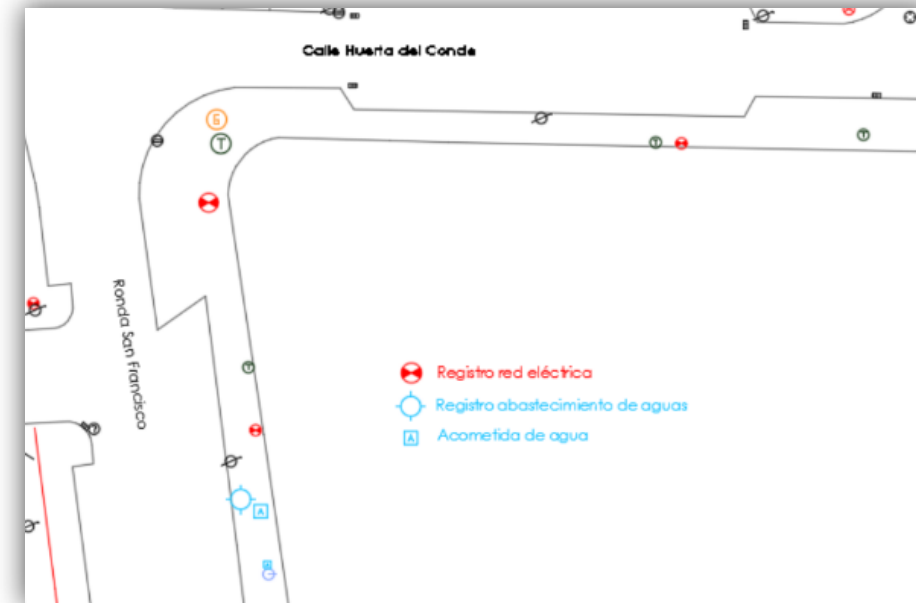 Calle Huerta del Conde
G
T
T
T
Ronda San Francisco
T
Registro red eléctrica
Registro abastecimiento de aguas
A Acometida de agua
A